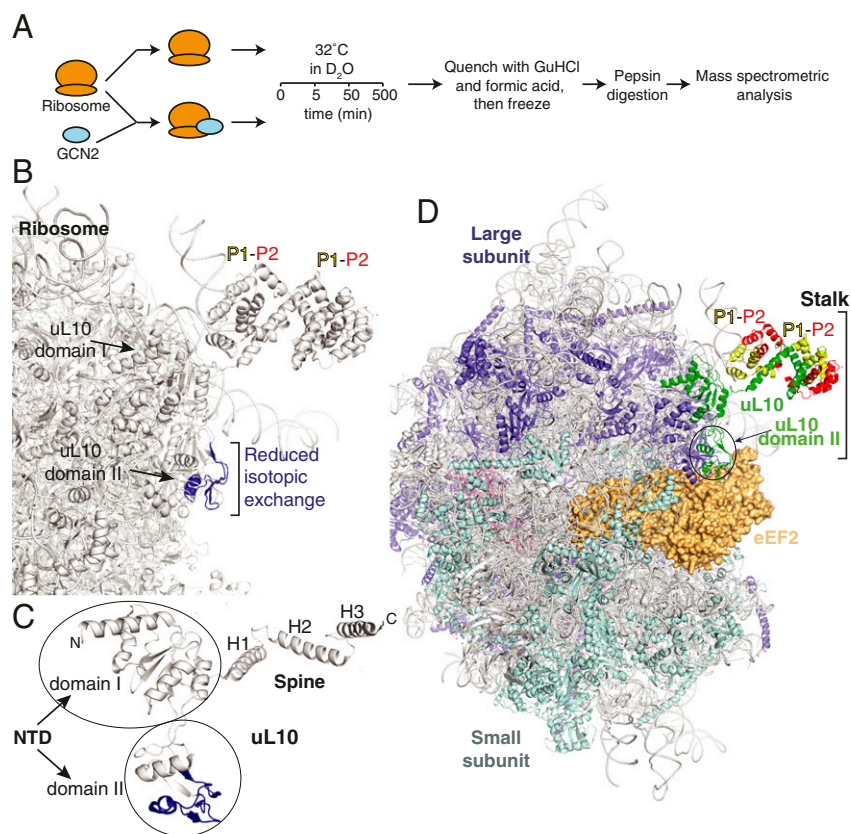 A
Ribosome
GCN2
32˚C
in D2O
0 5 50 500
time (min)
Quench with GuHCl
and formic acid,
then freeze
Pepsin
digestion
Mass spectrometric
analysis
B
Ribosome
P1-P2 P1-P2
uL10
domain I
uL10
domain II
Reduced
isotopic
exchange
C
N
H1
H2
H3
C
domain I
Spine
NTD
uL10
domain II
D
Large
subunit
Stalk
P1-P2 P1-P2
uL10
uL10
domain II
eEF2
Small
subunit